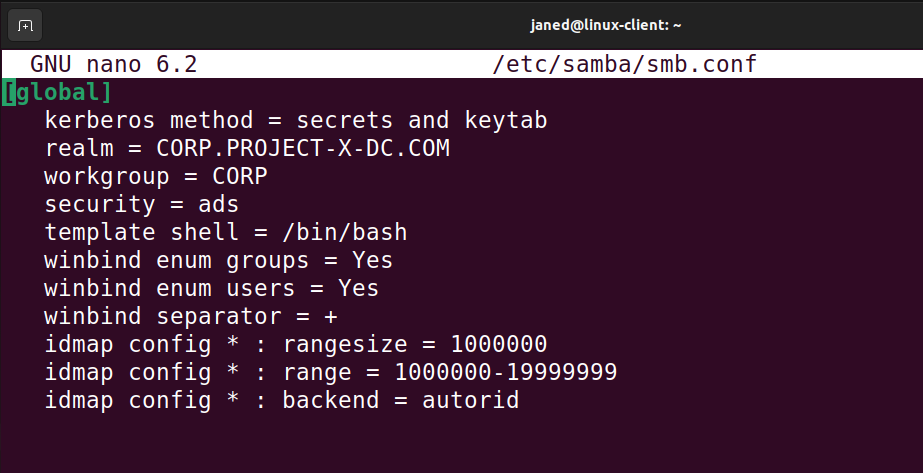 janed@linux-client: ~
GNU nano 6.2 /etc/samba/smb.conf
[global]
kerberos method = secrets and keytab
realm = CORP.PROJECT-X-DC.COM
workgroup = CORP
security = ads
template shell = /bin/bash
winbind enum groups = Yes
winbind enum users = Yes
winbind separator = +
idmap config * : rangesize = 1000000
idmap config * : range = 1000000-19999999
idmap config * : backend = autorid